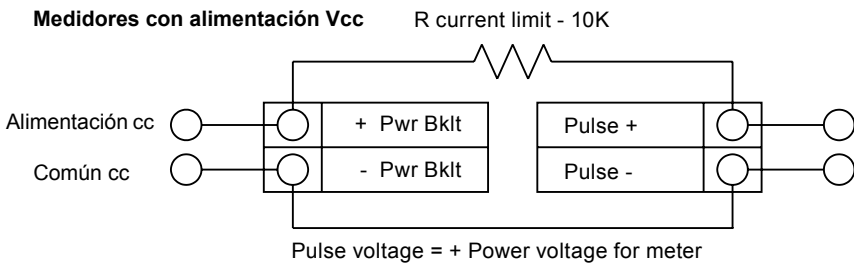 Medidores con alimentación Vcc R current limit - 10K
Alimentación cc + Pwr Bklt Pulse +
Común cc - Pwr Bklt Pulse -
Pulse voltage = + Power voltage for meter